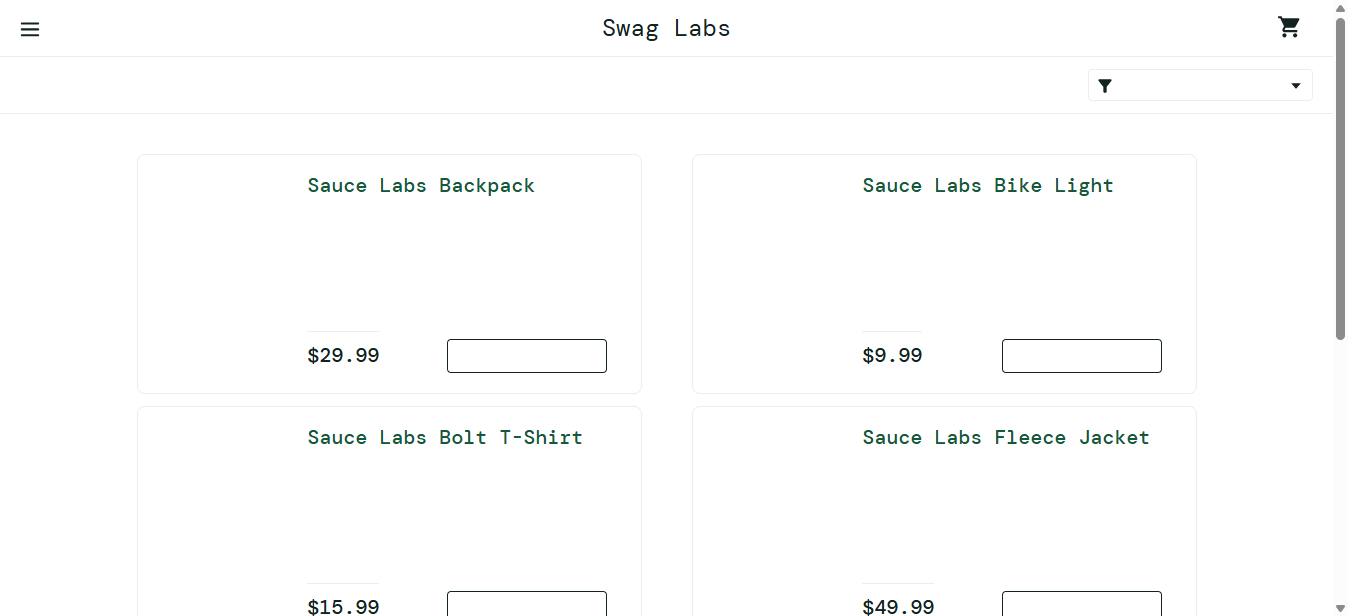 Swag Labs
Sauce Labs Backpack
$29.99
Sauce Labs Bike Light
$9.99
Sauce Labs Bolt T-Shirt
$15.99
Sauce Labs Fleece Jacket
$49.99